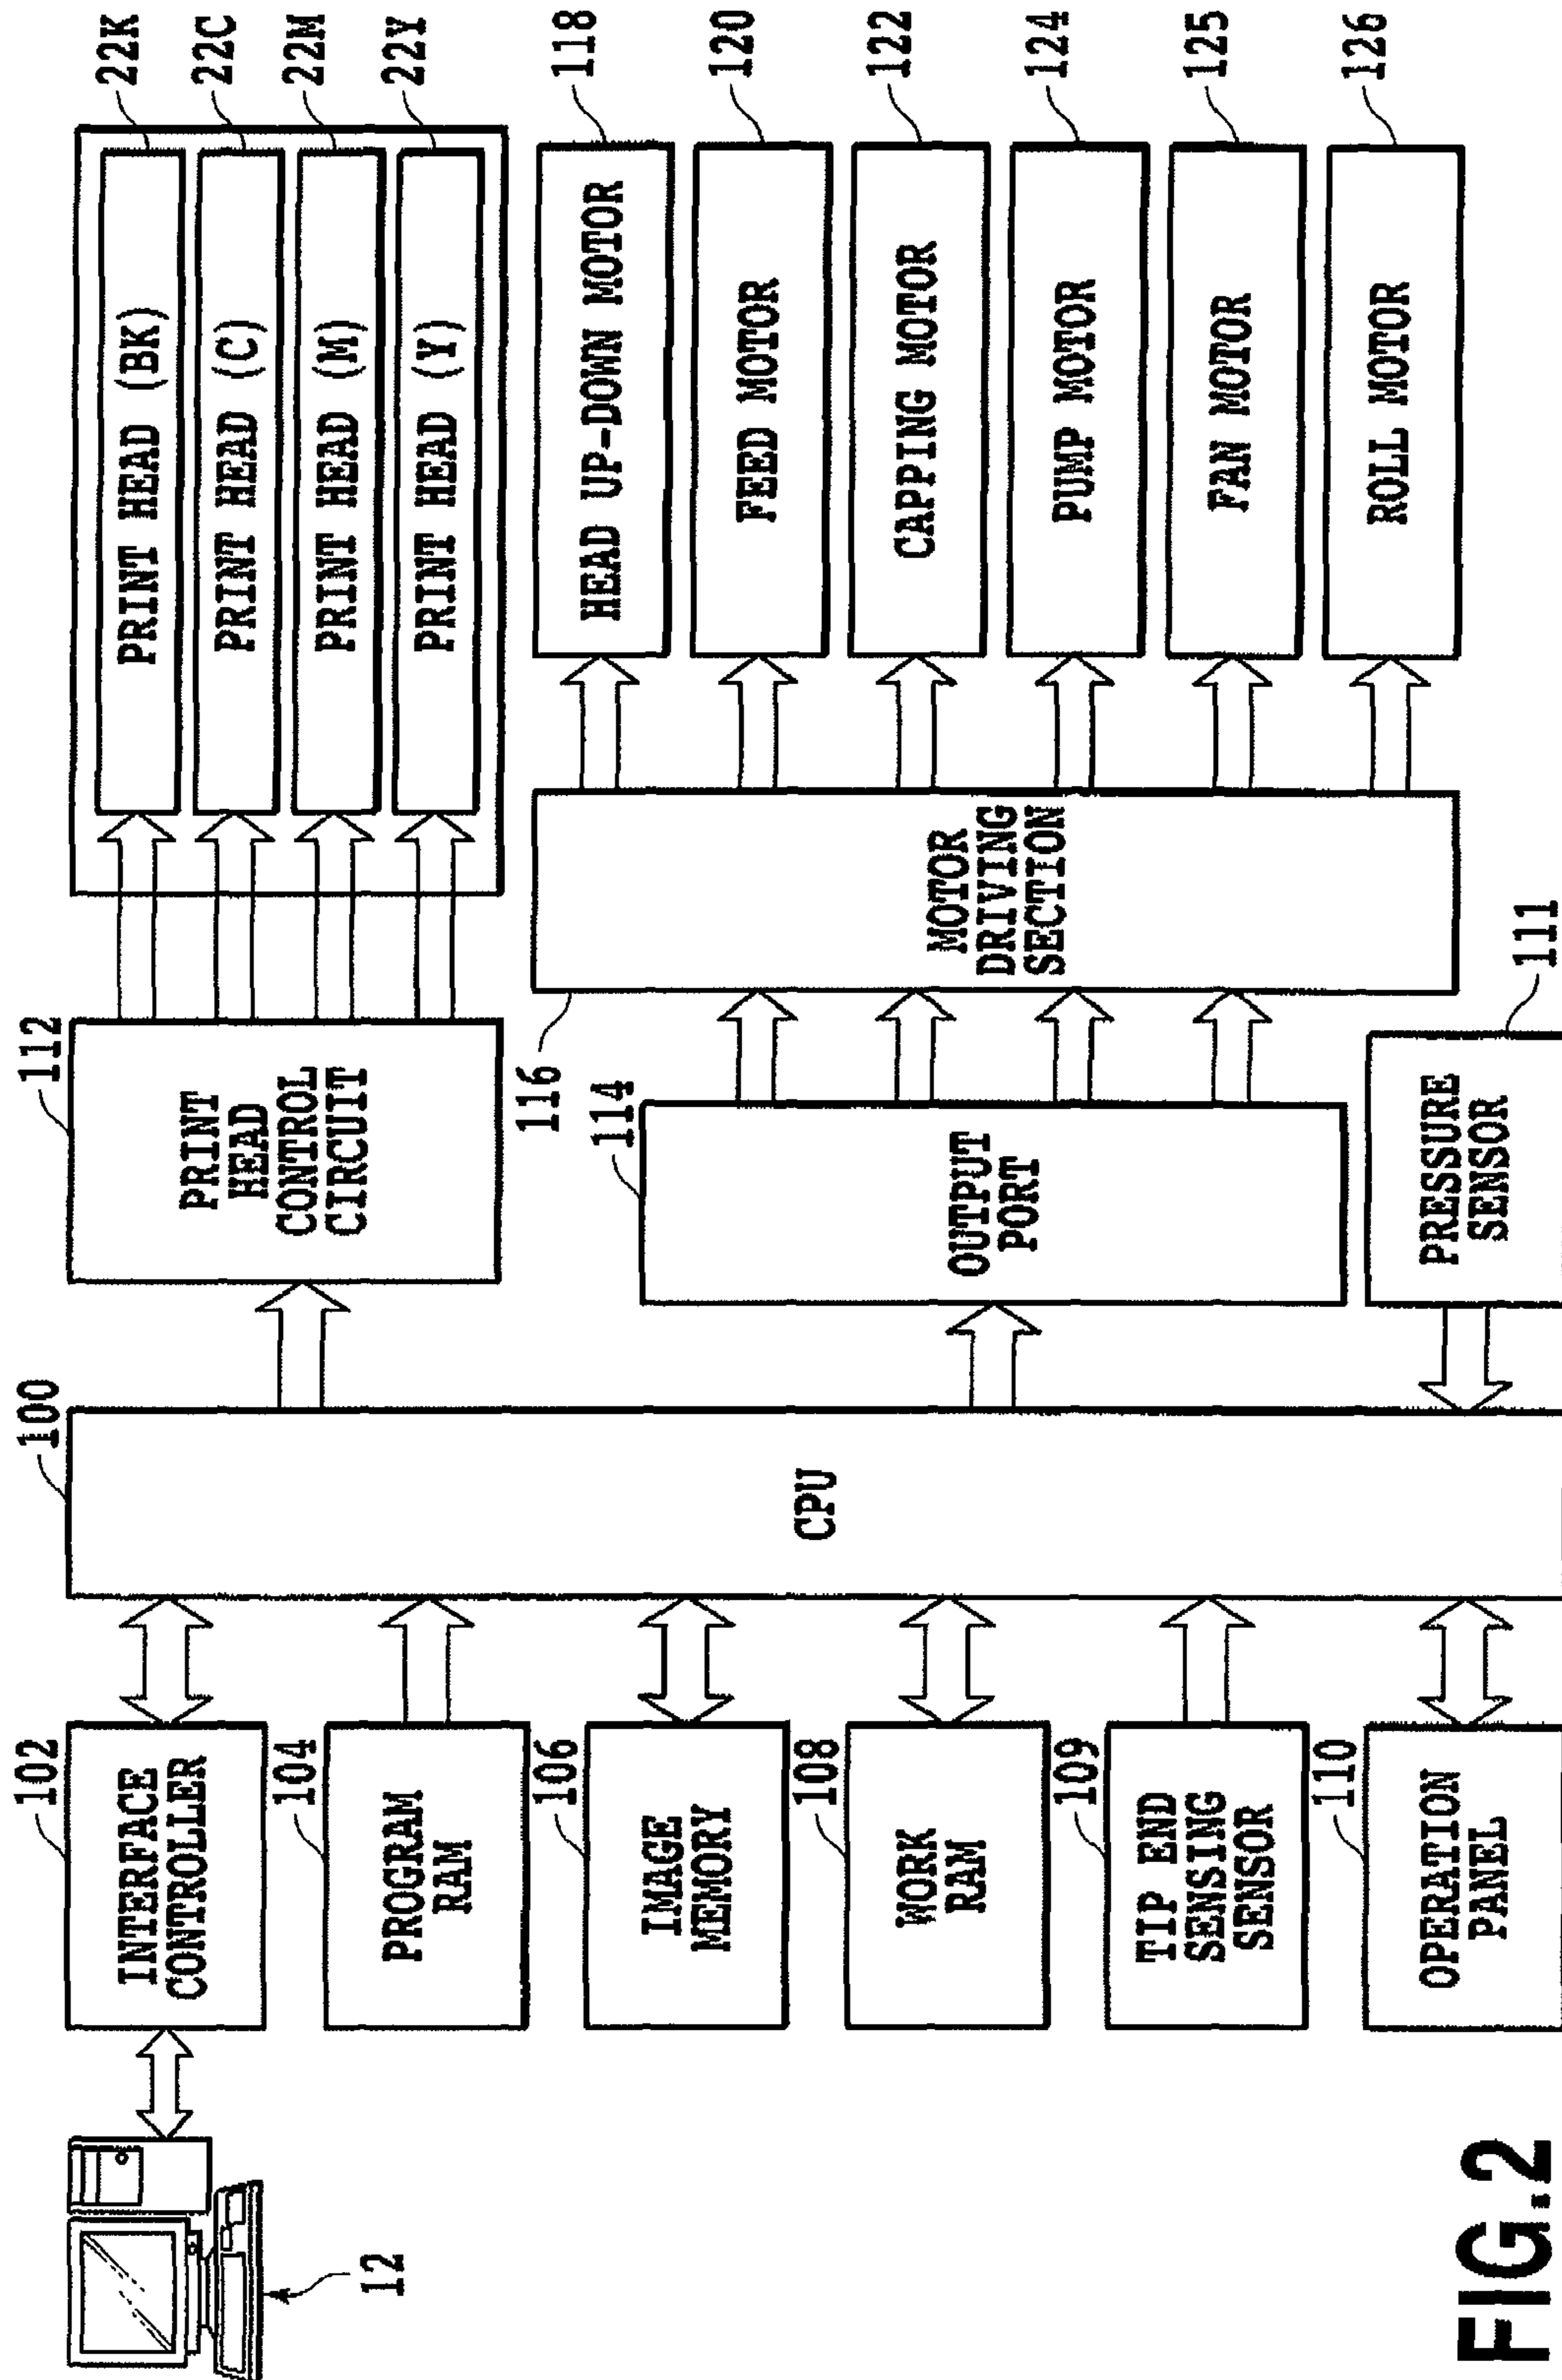 12
102
INTERFACE
CONTROLLER
104
PROGRAM
RAM
106
IMAGE
MEMORY
108
WORK
RAM
109
TIP END
SENSING
SENSOR
110
OPERATION
PANEL
100
CPU
112
PRINT
HEAD
CONTROL
CIRCUIT
114
OUTPUT
PORT
PRESSURE
SENSOR
111
116
MOTOR
DRIVING
SECTION
PRINT HEAD (BK)
22K
PRINT HEAD (C)
22C
PRINT HEAD (M)
22M
PRINT HEAD (Y)
22Y
HEAD UP-DOWN MOTOR
118
FEED MOTOR
120
CAPPING MOTOR
122
PUMP MOTOR
124
FAN MOTOR
125
ROLL MOTOR
126
FIG.2